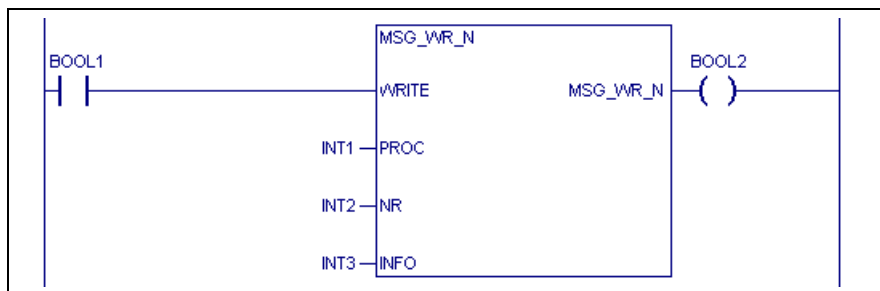 MSG_WR_N
BOOL1
BOOL2
WRITE
MSG_WR_N
INT1
PROC
INT2
NR
INT3
INFO